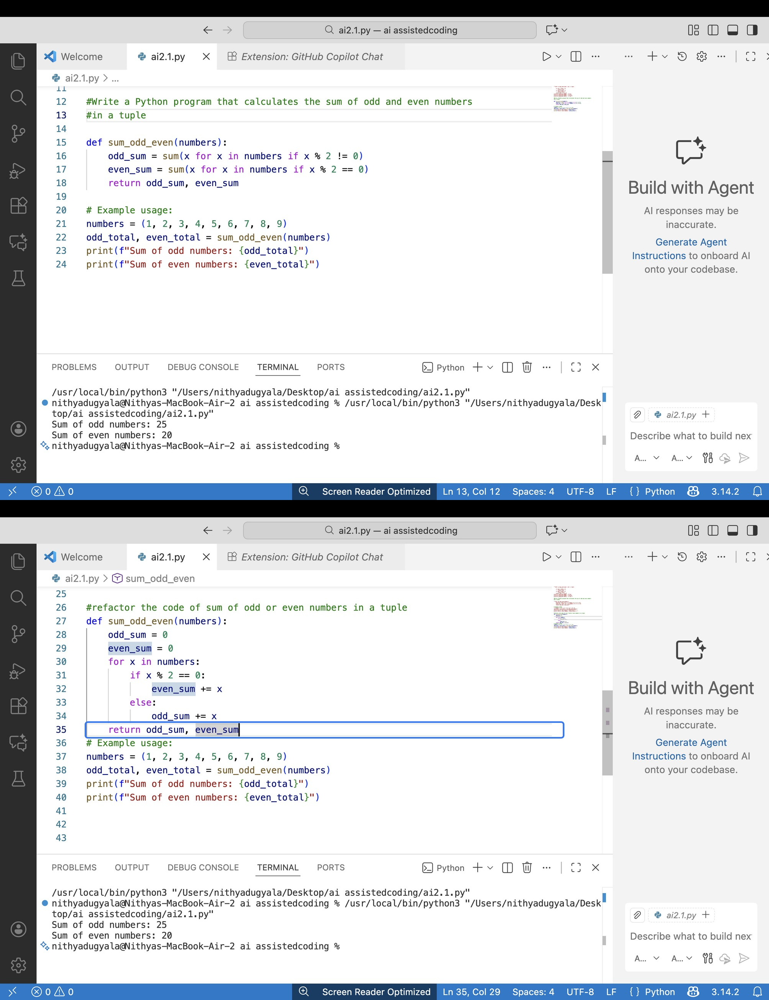 ai2.1.py — ai assistedcoding
Welcome
ai2.1.py
Extension: GitHub Copilot Chat
ai2.1.py > ...
11
12 #Write a Python program that calculates the sum of odd and even numbers
13 #in a tuple
14
15 def sum_odd_even(numbers):
16 odd_sum = sum(x for x in numbers if x % 2 != 0)
17 even_sum = sum(x for x in numbers if x % 2 == 0)
18 return odd_sum, even_sum
19
20 # Example usage:
21 numbers = (1, 2, 3, 4, 5, 6, 7, 8, 9)
22 odd_total, even_total = sum_odd_even(numbers)
23 print(f"Sum of odd numbers: {odd_total}")
24 print(f"Sum of even numbers: {even_total}")
Build with Agent
AI responses may be
inaccurate.
Generate Agent
Instructions to onboard AI
onto your codebase.
PROBLEMS OUTPUT DEBUG CONSOLE TERMINAL PORTS
Python
/usr/local/bin/python3 "/Users/nithyadugyala/Desktop/ai assistedcoding/ai2.1.py"
nithyadugyala@Nithyas-MacBook-Air-2 ai assistedcoding % /usr/local/bin/python3 "/Users/nithyadugyala/Desk
top/ai assistedcoding/ai2.1.py"
Sum of odd numbers: 25
Sum of even numbers: 20
nithyadugyala@Nithyas-MacBook-Air-2 ai assistedcoding %
ai2.1.py
Describe what to build nex
A... A...
0 0 Screen Reader Optimized Ln 13, Col 12 Spaces: 4 UTF-8 LF { } Python 3.14.2
ai2.1.py — ai assistedcoding
Welcome
ai2.1.py
Extension: GitHub Copilot Chat
ai2.1.py > sum_odd_even
25
26 #refactor the code of sum of odd or even numbers in a tuple
27 def sum_odd_even(numbers):
28 odd_sum = 0
29 even_sum = 0
30 for x in numbers:
31 if x % 2 == 0:
32 even_sum += x
33 else:
34 odd_sum += x
35 return odd_sum, even_sum
36 # Example usage:
37 numbers = (1, 2, 3, 4, 5, 6, 7, 8, 9)
38 odd_total, even_total = sum_odd_even(numbers)
39 print(f"Sum of odd numbers: {odd_total}")
40 print(f"Sum of even numbers: {even_total}")
41
42
43
Build with Agent
AI responses may be
inaccurate.
Generate Agent
Instructions to onboard AI
onto your codebase.
PROBLEMS OUTPUT DEBUG CONSOLE TERMINAL PORTS
Python
/usr/local/bin/python3 "/Users/nithyadugyala/Desktop/ai assistedcoding/ai2.1.py"
nithyadugyala@Nithyas-MacBook-Air-2 ai assistedcoding % /usr/local/bin/python3 "/Users/nithyadugyala/Desk
top/ai assistedcoding/ai2.1.py"
Sum of odd numbers: 25
Sum of even numbers: 20
nithyadugyala@Nithyas-MacBook-Air-2 ai assistedcoding %
ai2.1.py
Describe what to build nex
A... A...
0 0 Screen Reader Optimized Ln 35, Col 29 Spaces: 4 UTF-8 LF { } Python 3.14.2